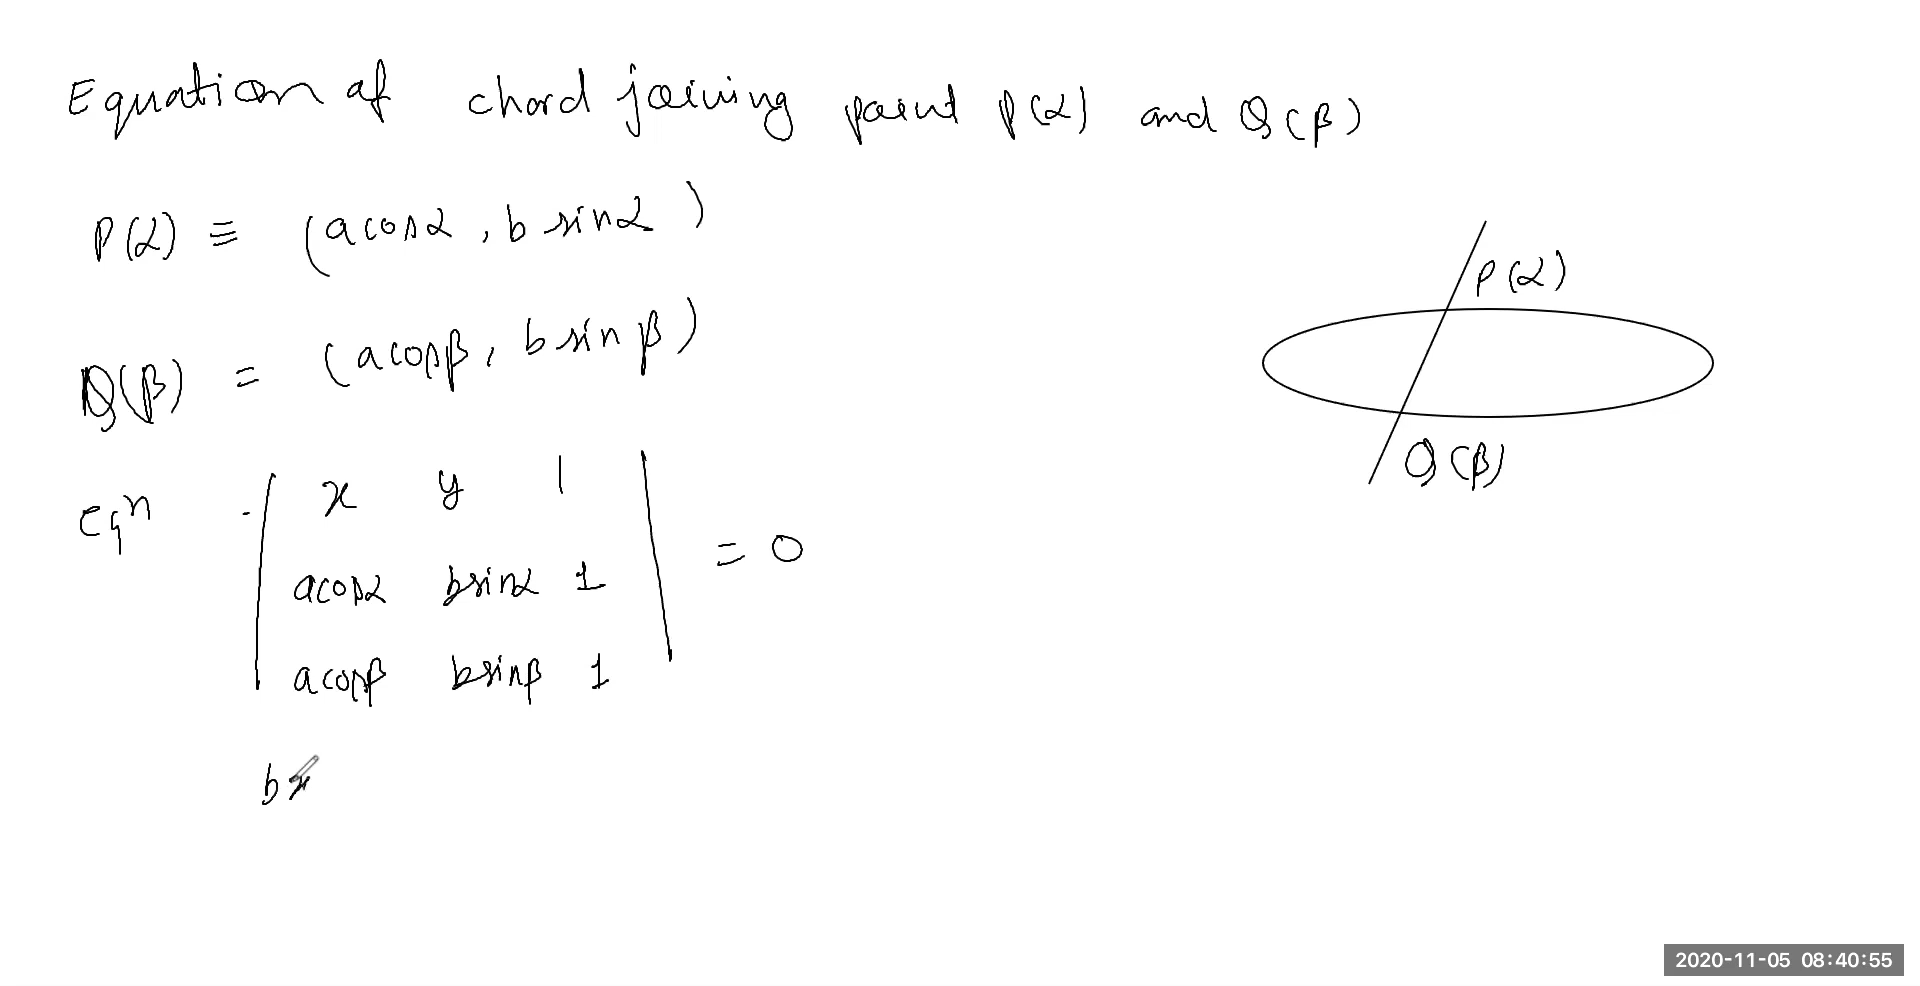 Equation of chord joining point P(α) and Q(β)
P(α) ≡ (a cos α, b sin α)
P(α)
Q(β) = (a cos β, b sin β)
Q(β)
eqⁿ - | x y 1 | = 0
a cos α b sin α 1
a cos β b sin β 1
bx
2020-11-05 08:40:55